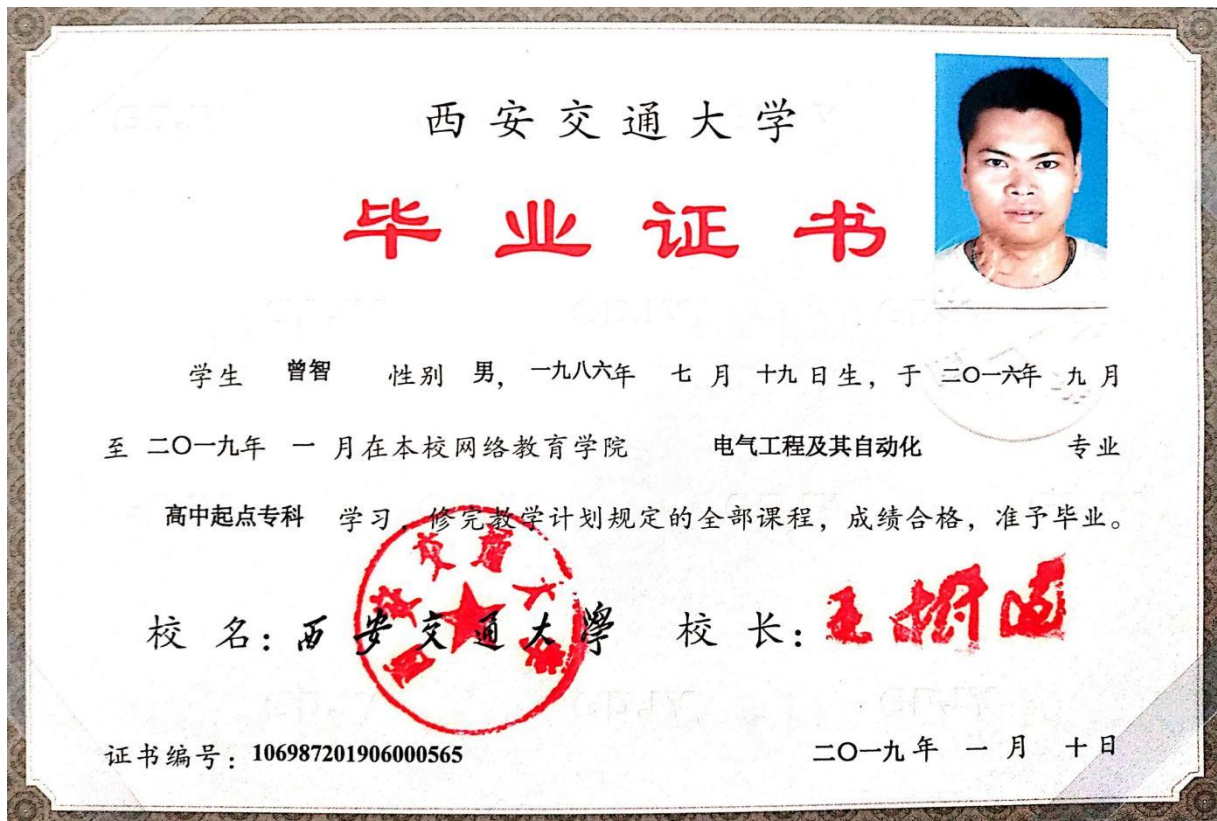 西安交通大学
毕业证书
学生 曾智 性别 男，一九八六年 七月 十九日生，于 二〇一六年 九月
至 二〇一九年 一 月在本校网络教育学院 电气工程及其自动化 专业
高中起点专科 学习，修完教学计划规定的全部课程，成绩合格，准予毕业。
校 名：西安交通大學 校 长：王树国
证书编号：106987201906000565 二〇一九年 一 月 十日